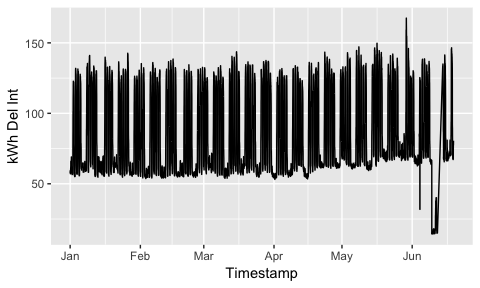 150
100
50
kWh Del Int
Jan Feb Mar Apr May Jun
Timestamp